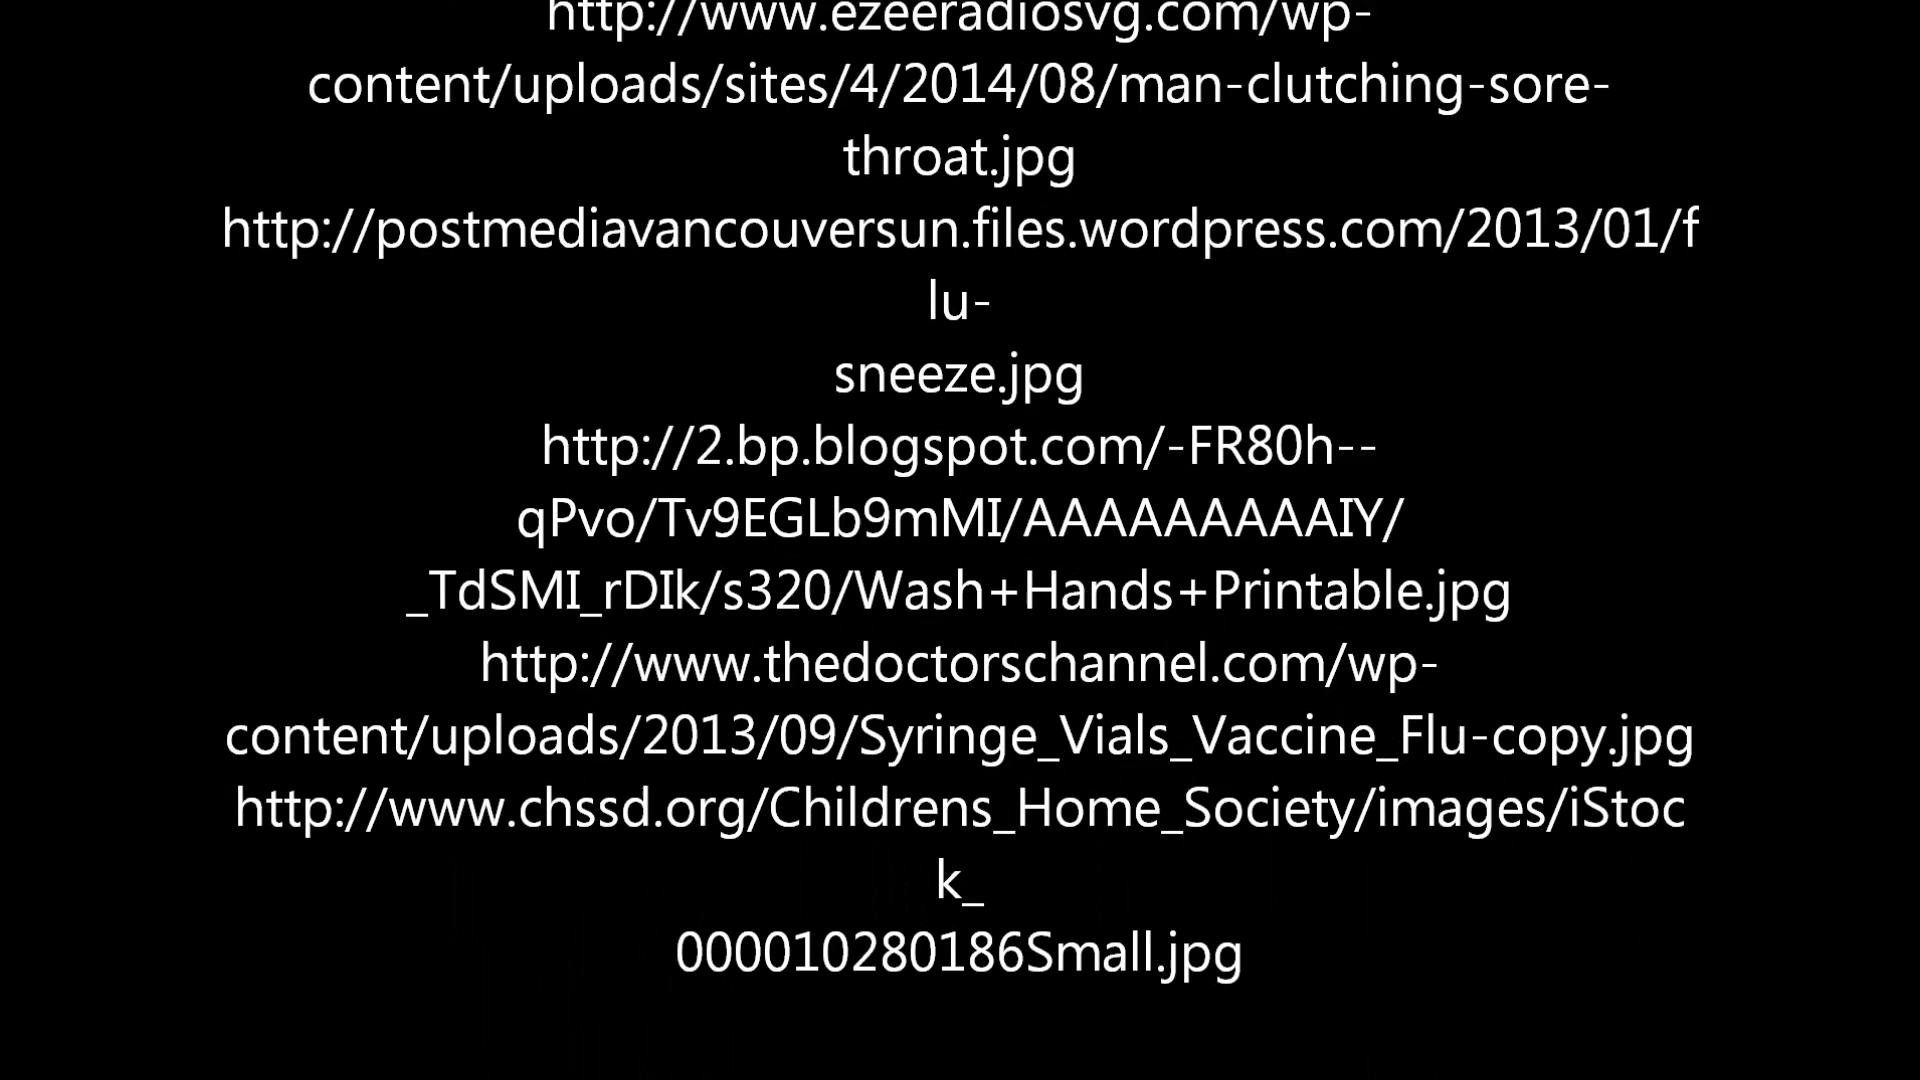 http://www.ezeeradiosvg.com/wp-
content/uploads/sites/4/2014/08/man-clutching-sore-
throat.jpg
http://postmediavancouversun.files.wordpress.com/2013/01/f
lu-
sneeze.jpg
http://2.bp.blogspot.com/-FR80h--
qPvo/Tv9EGLb9mMI/AAAAAAAAAIY/
_TdSMI_rDIk/s320/Wash+Hands+Printable.jpg
http://www.thedoctorschannel.com/wp-
content/uploads/2013/09/Syringe_Vials_Vaccine_Flu-copy.jpg
http://www.chssd.org/Childrens_Home_Society/images/iStoc
k_
000010280186Small.jpg